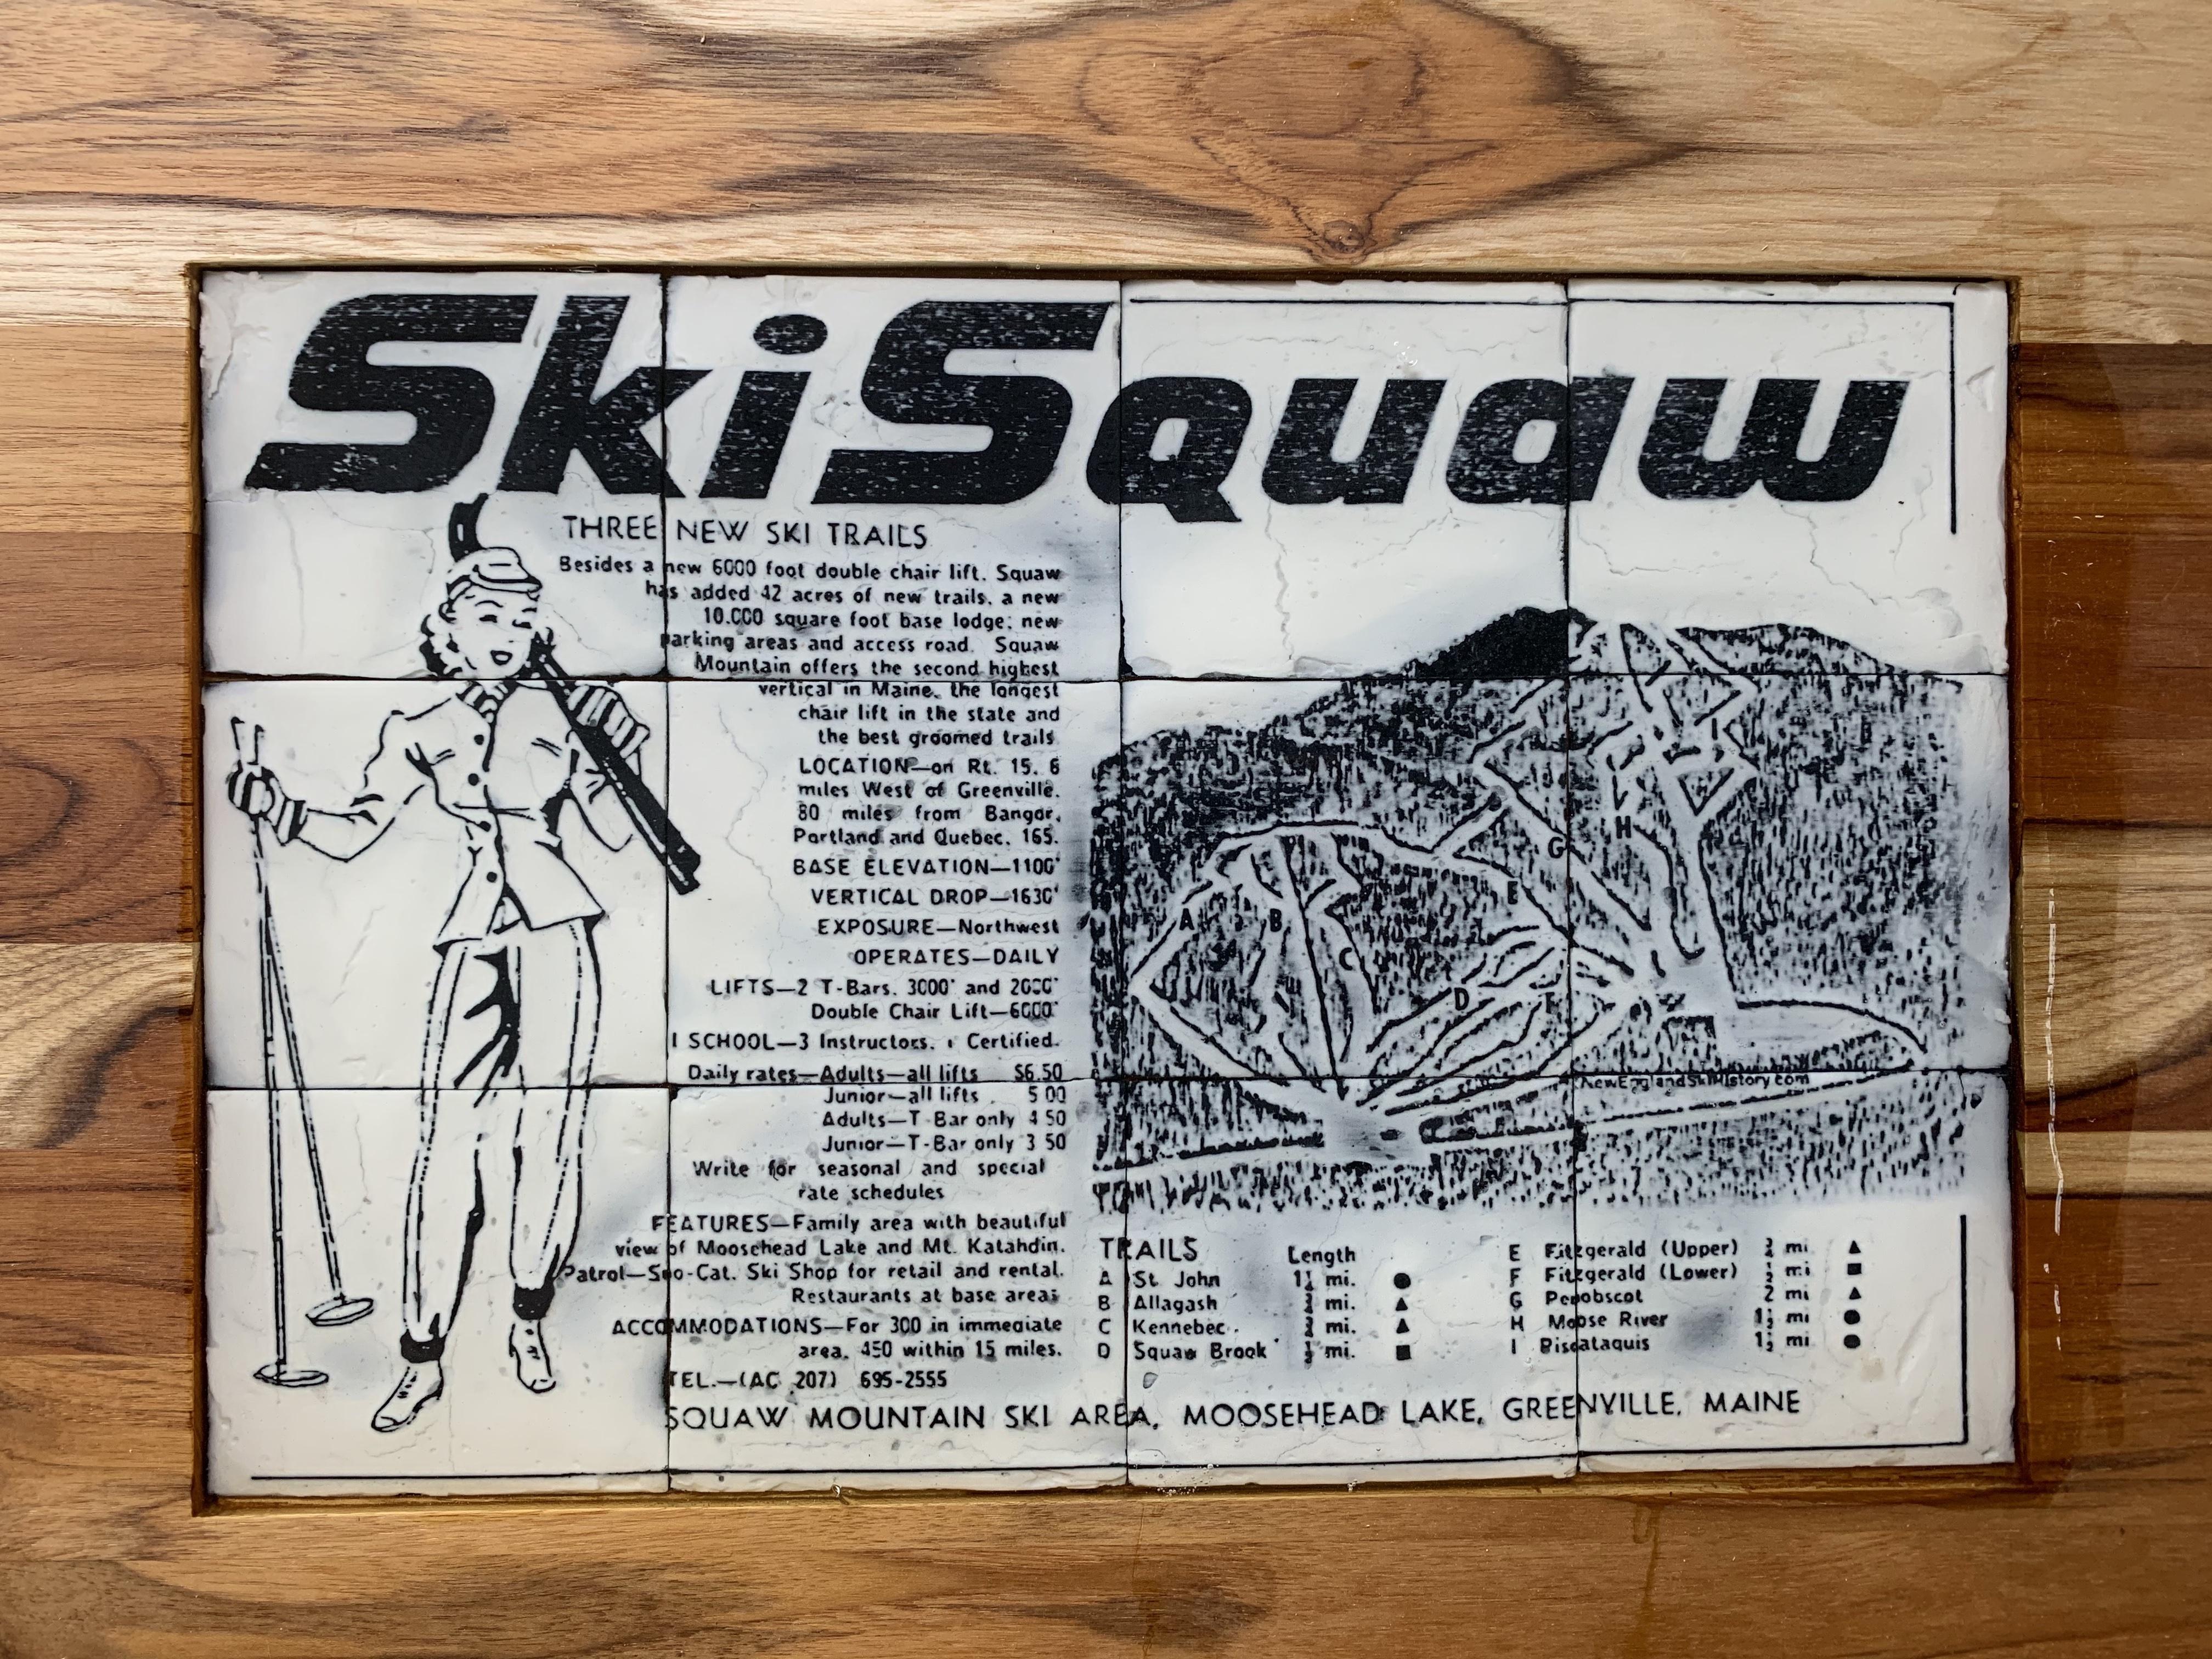 Ski Squaw
THREE NEW SKI TRAILS
Besides a new 6000 foot double chair lift, Squaw
has added 42 acres of new trails, a new
10,000 square foot base lodge; new
parking areas and access road. Squaw
Mountain offers the second highest
vertical in Maine, the longest
chair lift in the state and
the best groomed trails
LOCATION—on Rt. 15, 6
miles West of Greenville.
80 miles from Bangor,
Portland and Quebec, 165.
BASE ELEVATION—1100'
VERTICAL DROP—1630'
EXPOSURE—Northwest
OPERATES—DAILY
LIFTS—2 T-Bars, 3000' and 2000'
Double Chair Lift—6000'
I SCHOOL—3 Instructors, Certified.
Daily rates—Adults—all lifts $6.50
Junior—all lifts 5 00
Adults—T-Bar only 4 50
Junior—T-Bar only 3 50
Write for seasonal and special
rate schedules
FEATURES—Family area with beautiful
view of Moosehead Lake and Mt. Katahdin.
Patrol—Sno-Cat. Ski Shop for retail and rental.
Restaurants at base areas
ACCOMMODATIONS—For 300 in immediate
area, 450 within 15 miles.
TEL.—(AC 207) 695-2555
A
B
C
D
E
F
G
H
I
NewEnglandSkiHistory.com
TRAILS Length
A St. John mi.
B Allagash mi.
C Kennebec mi.
D Squaw Brook mi.
E Fitzgerald (Upper) mi
F Fitzgerald (Lower) mi
G Penobscot 2 mi
H Moose River mi
I Piscataquis mi
SQUAW MOUNTAIN SKI AREA, MOOSEHEAD LAKE, GREENVILLE, MAINE